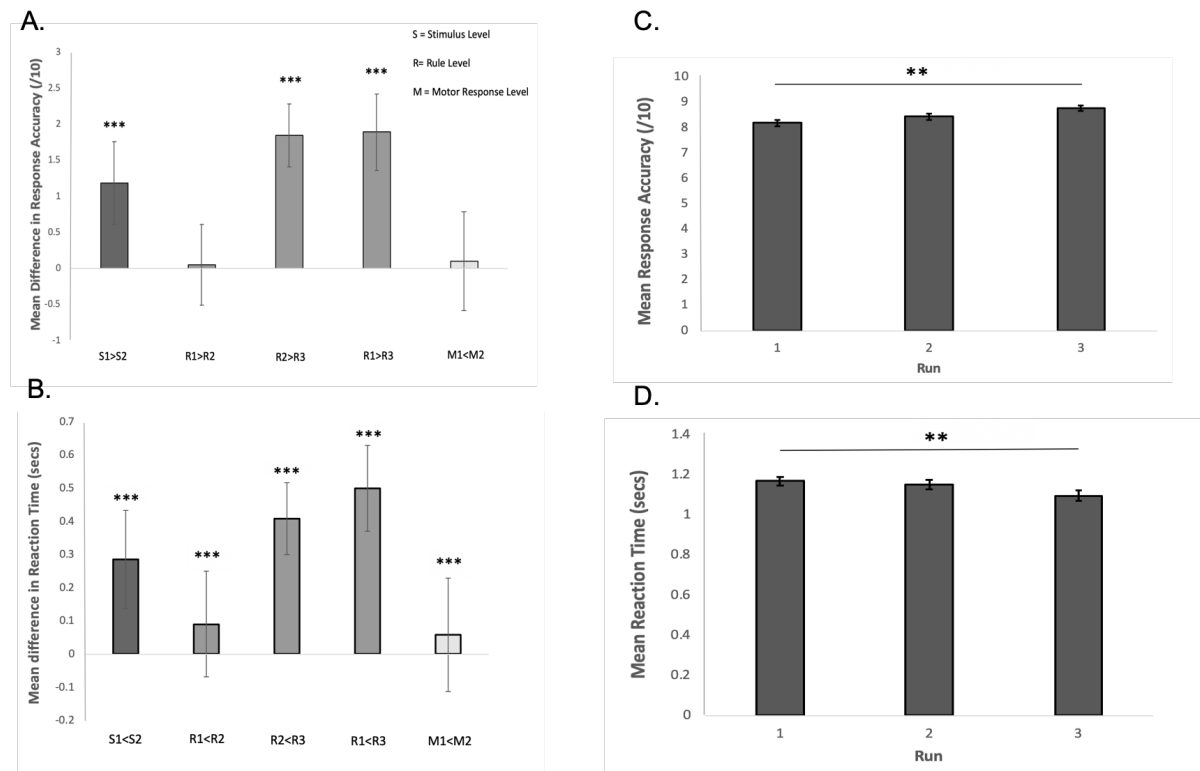 A.
S = Stimulus Level
R= Rule Level
M = Motor Response Level
Mean Difference in Response Accuracy (/10)
3
2.5
2
1.5
1
0.5
0
-0.5
-1
***
***
***
S1>S2 R1>R2 R2>R3 R1>R3 M1<M2
B.
Mean difference in Reaction Time (secs)
0.7
0.6
0.5
0.4
0.3
0.2
0.1
0
-0.1
-0.2
***
***
***
***
***
S1<S2 R1<R2 R2<R3 R1<R3 M1<M2
C.
Mean Response Accuracy (/10)
10
9
8
7
6
5
4
3
2
1
0
**
1 2 3
Run
D.
Mean Reaction Time (secs)
1.4
1.2
1
0.8
0.6
0.4
0.2
0
**
1 2 3
Run